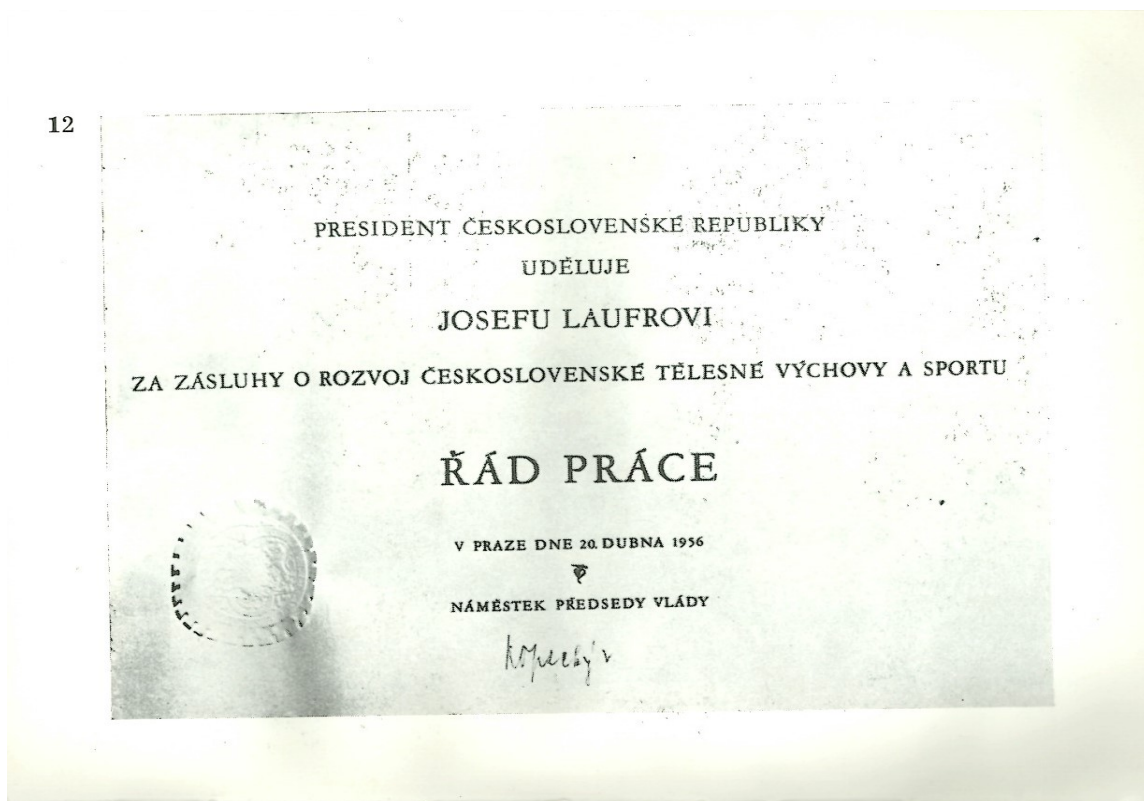 12
PRESIDENT ČESKOSLOVENSKÉ REPUBLIKY
UDĚLUJE
JOSEFU LAUFROVI
ZA ZÁSLUHY O ROZVOJ ČESKOSLOVENSKÉ TĚLESNÉ VÝCHOVY A SPORTU
ŘÁD PRÁCE
V PRAZE DNE 20. DUBNA 1956
NÁMĚSTEK PŘEDSEDY VLÁDY